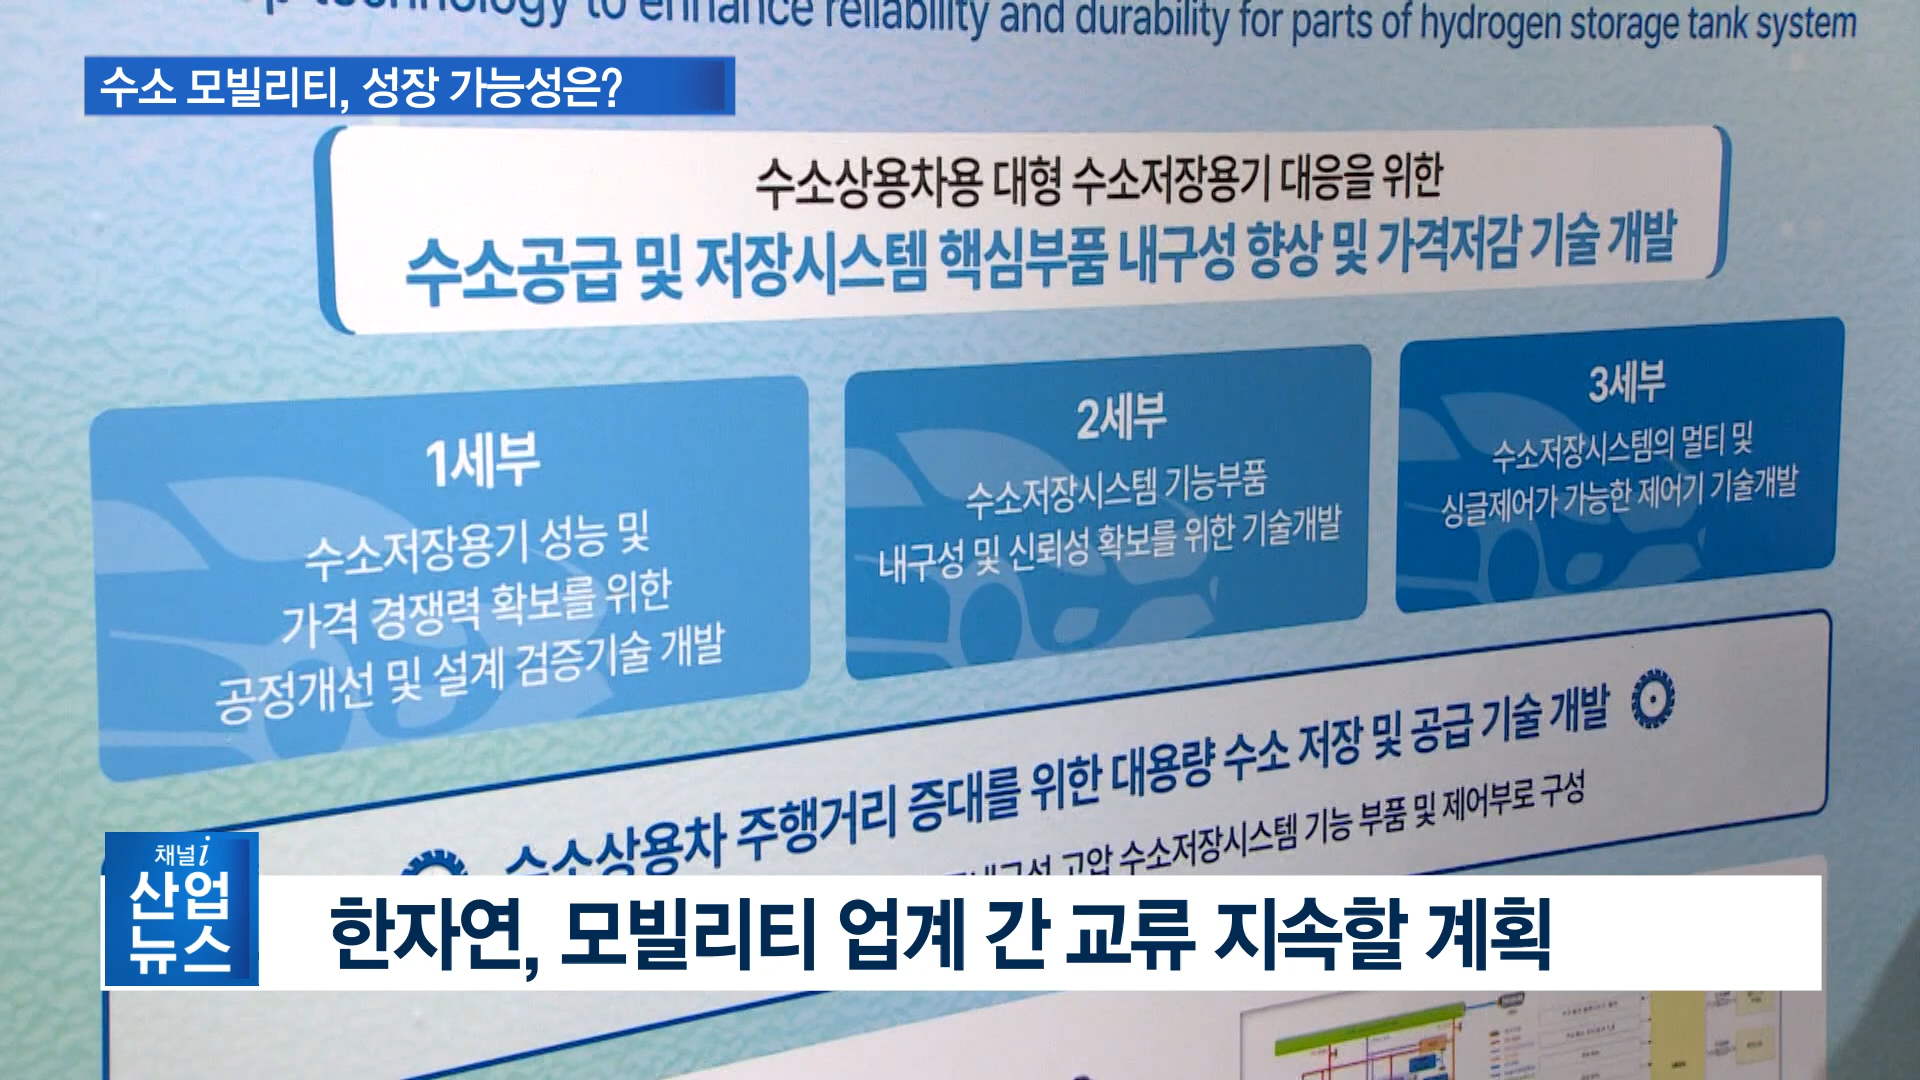 technology to enhance reliability and durability for parts of hydrogen storage tank system
수소 모빌리티, 성장 가능성은?
수소상용차용 대형 수소저장용기 대응을 위한
수소공급 및 저장시스템 핵심부품 내구성 향상 및 가격저감 기술 개발
1세부
수소저장용기 성능 및
가격 경쟁력 확보를 위한
공정개선 및 설계 검증기술 개발
2세부
수소저장시스템 기능부품
내구성 및 신뢰성 확보를 위한 기술개발
3세부
수소저장시스템의 멀티 및
싱글제어가 가능한 제어기 기술개발
수소상용차 주행거리 증대를 위한 대용량 수소 저장 및 공급 기술 개발
고압 수소저장시스템 기능 부품 및 제어부로 구성
채널i
산업
뉴스
한자연, 모빌리티 업계 간 교류 지속할 계획